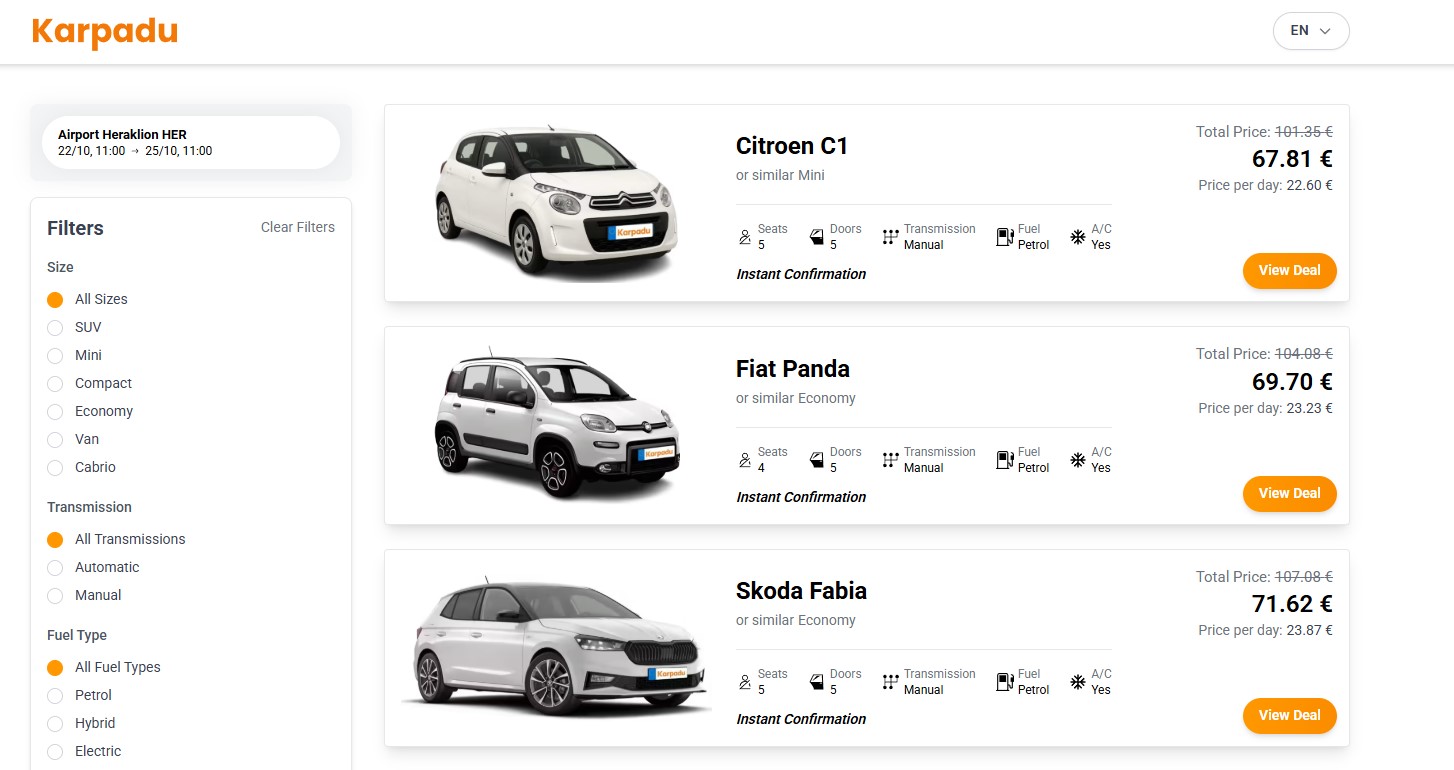 Karpadu
EN
Airport Heraklion HER
22/10, 11:00 → 25/10, 11:00
Filters
Clear Filters
Size
All Sizes
SUV
Mini
Compact
Economy
Van
Cabrio
Transmission
All Transmissions
Automatic
Manual
Fuel Type
All Fuel Types
Petrol
Hybrid
Electric
Karpadu
Citroen C1
or similar Mini
Seats 5
Doors 5
Transmission Manual
Fuel Petrol
A/C Yes
Instant Confirmation
Total Price: 101.35 €
67.81 €
Price per day: 22.60 €
View Deal
Karpadu
Fiat Panda
or similar Economy
Seats 4
Doors 5
Transmission Manual
Fuel Petrol
A/C Yes
Instant Confirmation
Total Price: 104.08 €
69.70 €
Price per day: 23.23 €
View Deal
Karpadu
Skoda Fabia
or similar Economy
Seats 5
Doors 5
Transmission Manual
Fuel Petrol
A/C Yes
Instant Confirmation
Total Price: 107.08 €
71.62 €
Price per day: 23.87 €
View Deal